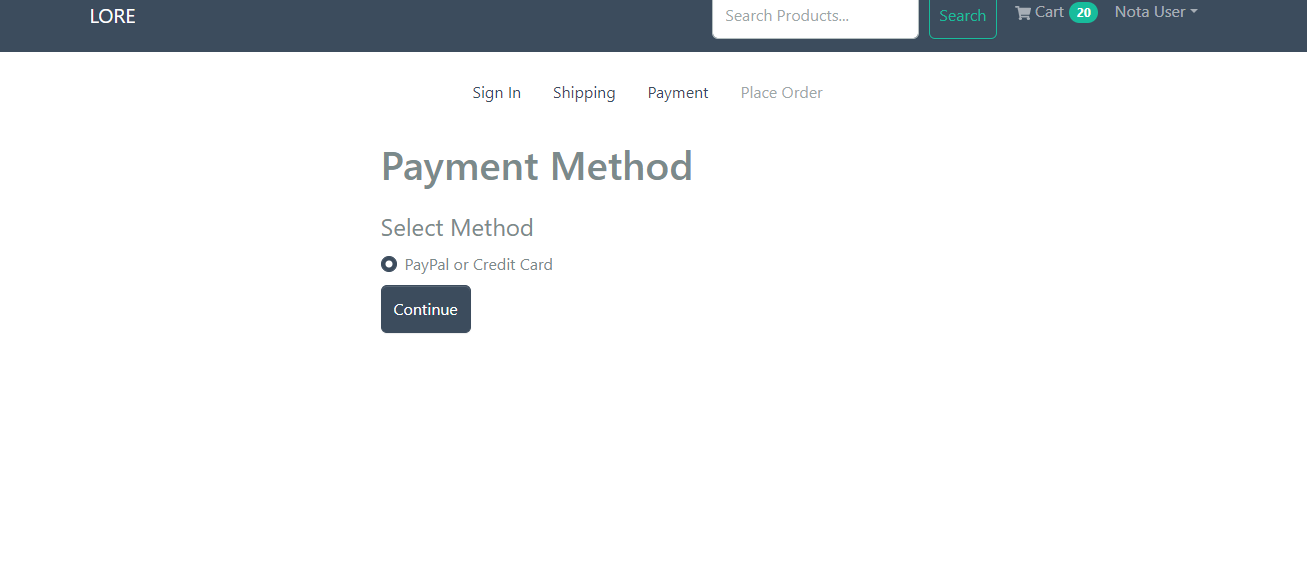 LORE Search Products... Search Cart 20 Nota User
Sign In Shipping Payment Place Order
Payment Method
Select Method
PayPal or Credit Card
Continue